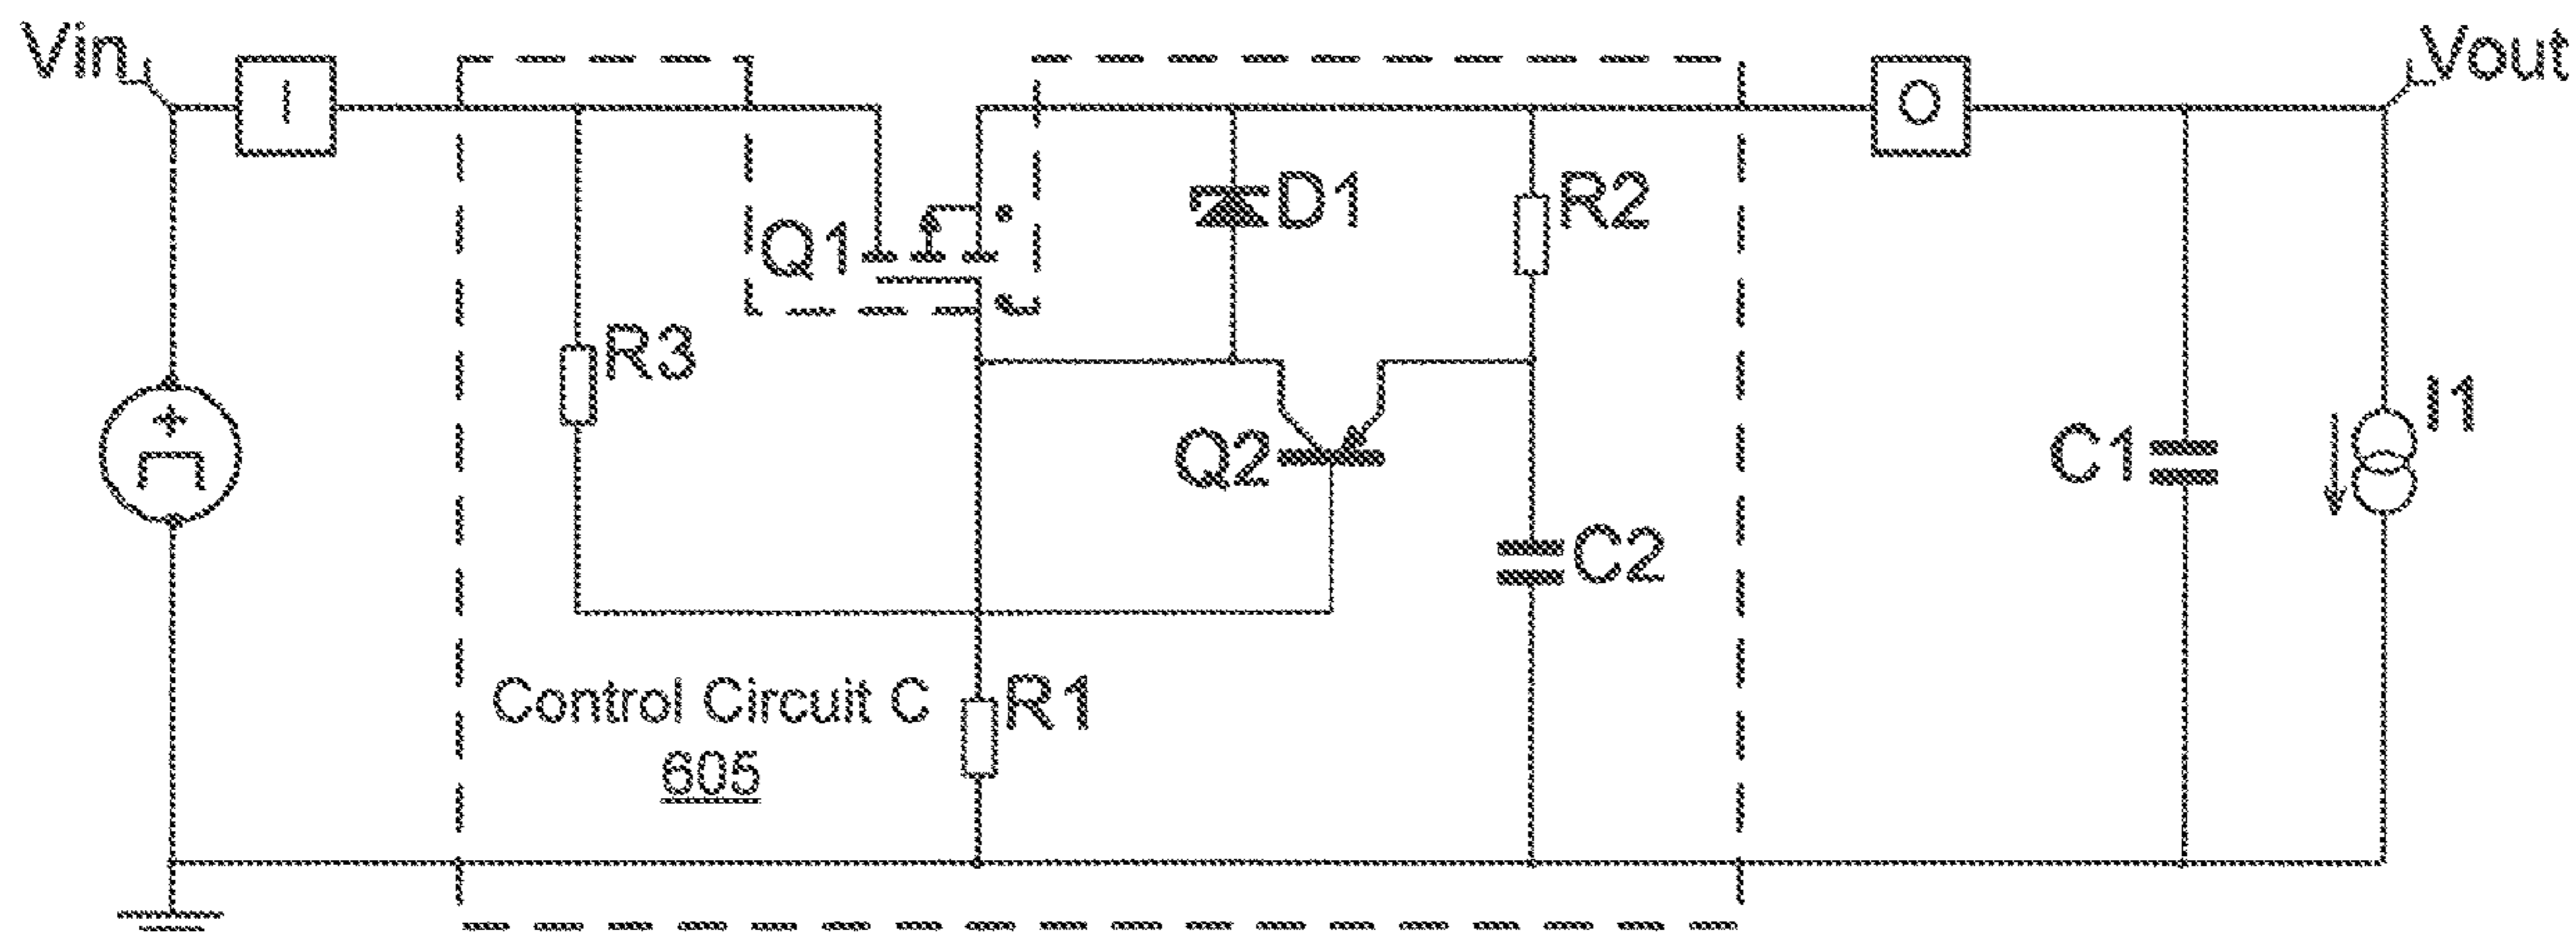 Vin
I
O
Vout
Q1
D1
R2
R3
Q2
C2
C1
I1
Control Circuit C
605
R1